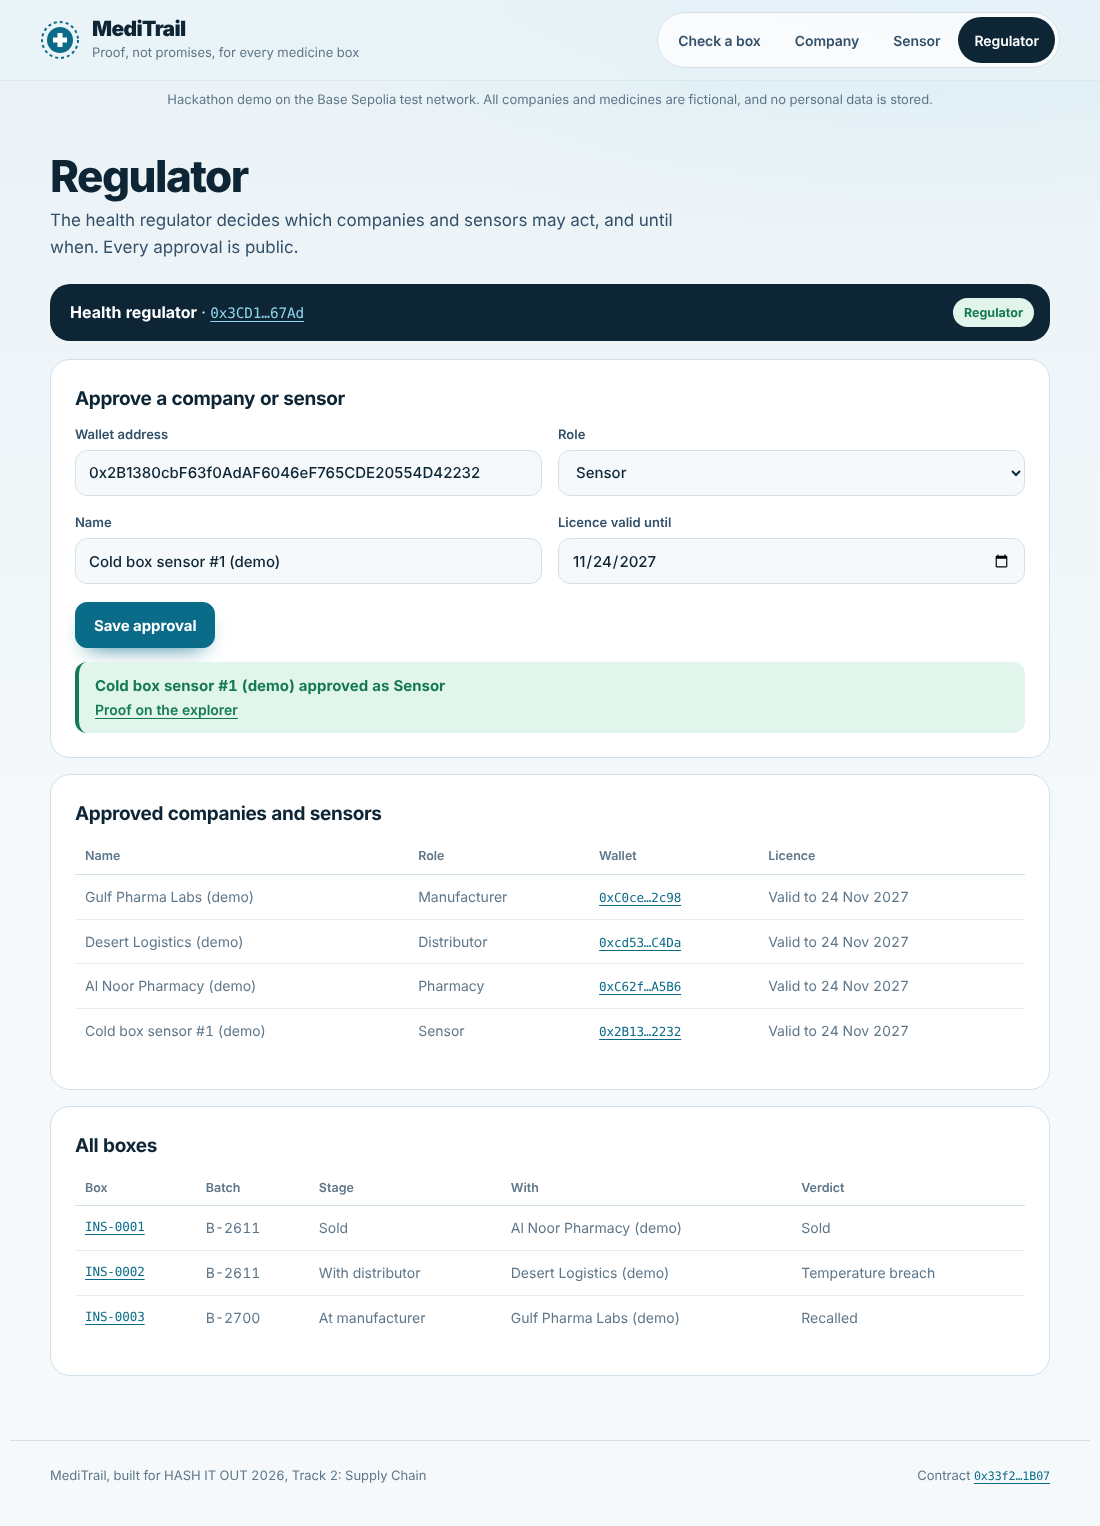 MediTrail
Proof, not promises, for every medicine box
Check a box
Company
Sensor
Regulator
Hackathon demo on the Base Sepolia test network. All companies and medicines are fictional, and no personal data is stored.
Regulator
The health regulator decides which companies and sensors may act, and until
when. Every approval is public.
Health regulator · 0x3CD1…67Ad
Regulator
Approve a company or sensor
Wallet address
Role
0x2B1380cbF63f0AdAF6046eF765CDE20554D42232
Sensor
Name
Licence valid until
Cold box sensor #1 (demo)
11/24/2027
Save approval
Cold box sensor #1 (demo) approved as Sensor
Proof on the explorer
Approved companies and sensors
Name Role Wallet Licence
Gulf Pharma Labs (demo) Manufacturer 0xC0ce…2c98 Valid to 24 Nov 2027
Desert Logistics (demo) Distributor 0xcd53…C4Da Valid to 24 Nov 2027
Al Noor Pharmacy (demo) Pharmacy 0xC62f…A5B6 Valid to 24 Nov 2027
Cold box sensor #1 (demo) Sensor 0x2B13…2232 Valid to 24 Nov 2027
All boxes
Box Batch Stage With Verdict
INS-0001 B-2611 Sold Al Noor Pharmacy (demo) Sold
INS-0002 B-2611 With distributor Desert Logistics (demo) Temperature breach
INS-0003 B-2700 At manufacturer Gulf Pharma Labs (demo) Recalled
MediTrail, built for HASH IT OUT 2026, Track 2: Supply Chain
Contract 0x33f2…1B07